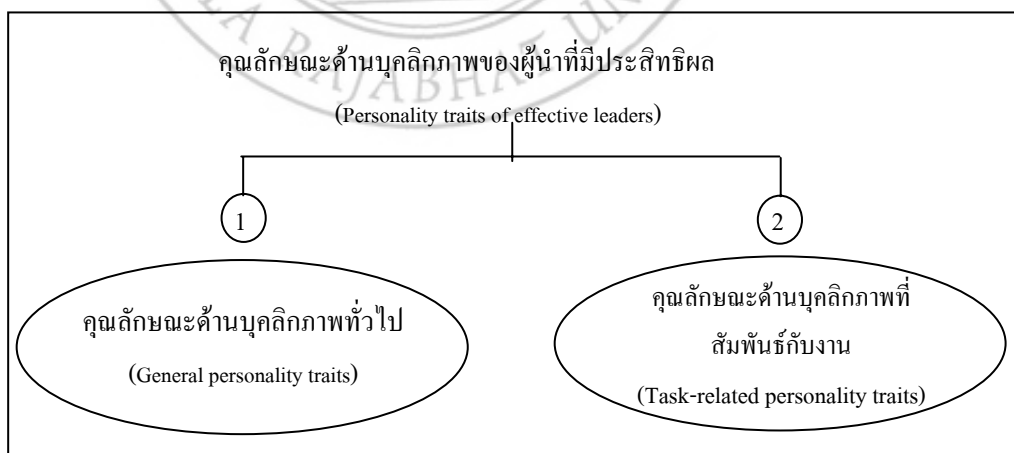 LA RAJABHAT UN
คุณลักษณะด้านบุคลิกภาพของผู้นำที่มีประสิทธิผล
(Personality traits of effective leaders)
1
2
คุณลักษณะด้านบุคลิกภาพทั่วไป
(General personality traits)
คุณลักษณะด้านบุคลิกภาพที่
สัมพันธ์กับงาน
(Task-related personality traits)